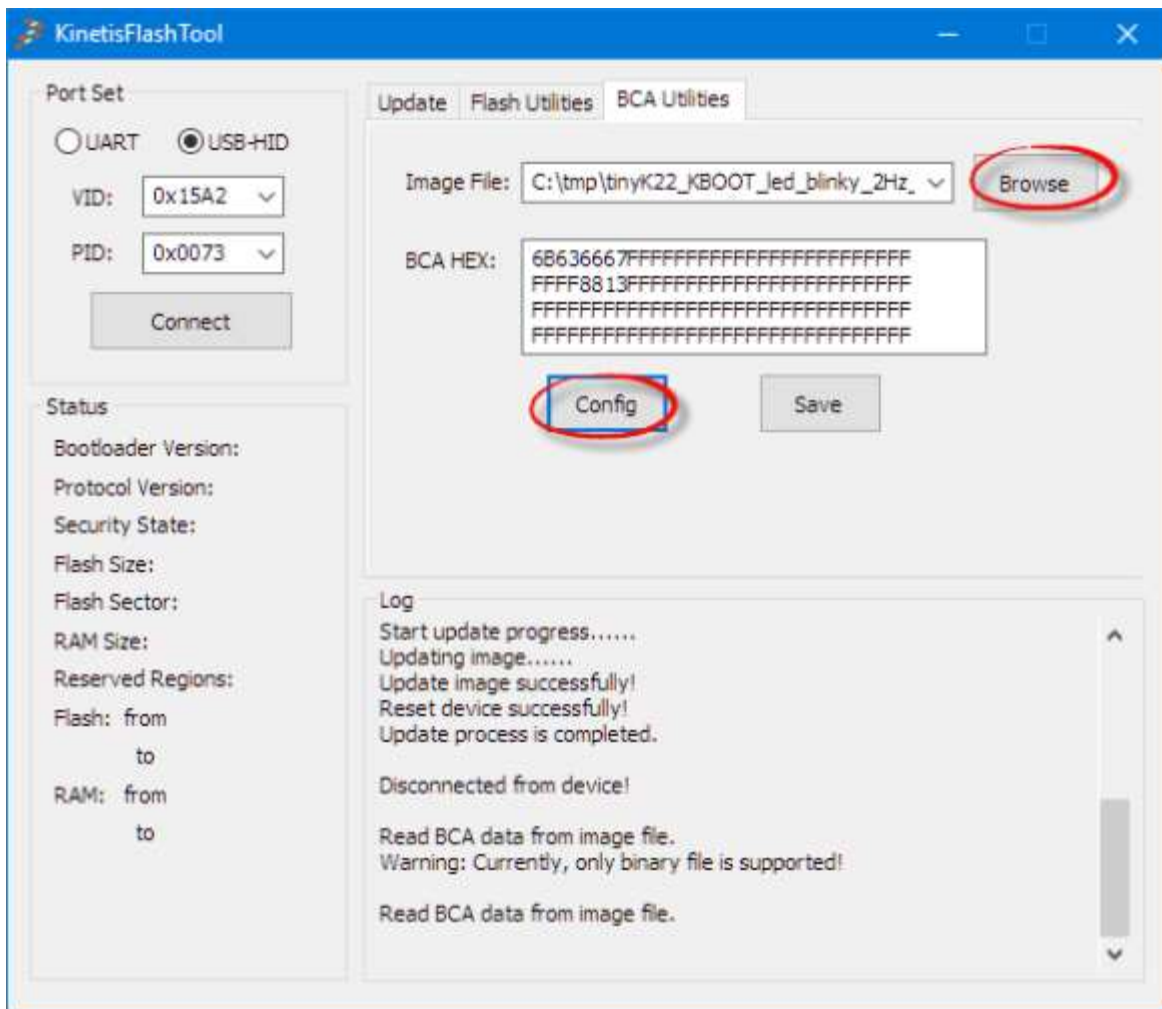 KinetisFlashTool
Port Set
UART USB-HID
VID: 0x15A2
PID: 0x0073
Connect
Status
Bootloader Version:
Protocol Version:
Security State:
Flash Size:
Flash Sector:
RAM Size:
Reserved Regions:
Flash: from
to
RAM: from
to
Update Flash Utilities BCA Utilities
Image File: C:\tmp\tinyK22_KBOOT_led_blinky_2Hz_ Browse
BCA HEX: 6B636667FFFFFFFFFFFFFFFFFFFFFFFF
FFFF8813FFFFFFFFFFFFFFFFFFFFFFFF
FFFFFFFFFFFFFFFFFFFFFFFFFFFFFFFF
FFFFFFFFFFFFFFFFFFFFFFFFFFFFFFFF
Config Save
Log
Start update progress......
Updating image......
Update image successfully!
Reset device successfully!
Update process is completed.
Disconnected from device!
Read BCA data from image file.
Warning: Currently, only binary file is supported!
Read BCA data from image file.